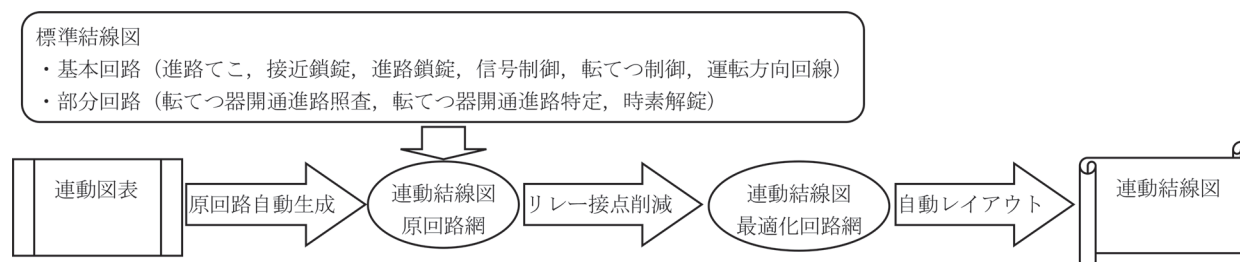 標準結線図
・基本回路（進路てこ，接近鎖錠，進路鎖錠，信号制御，転てつ制御，運転方向回線）
・部分回路（転てつ器開通進路照査，転てつ器開通進路特定，時素解錠）
連動図表
原回路自動生成
連動結線図
原回路網
リレー接点削減
連動結線図
最適化回路網
自動レイアウト
連動結線図